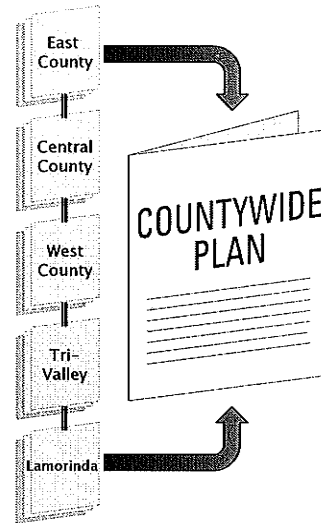 East
County
Central
County
West
County
Tri-
Valley
Lamorinda
COUNTYWIDE
PLAN